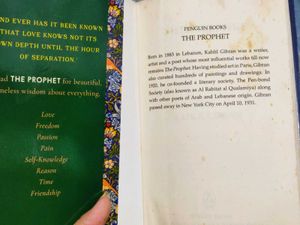 AND EVER HAS IT BEEN KNOWN
THAT LOVE KNOWS NOT ITS
OWN DEPTH UNTIL THE HOUR
OF SEPARATION.'
ad THE PROPHET for beautiful,
meless wisdom about everything.
Love
Freedom
Passion
Pain
Self-Knowledge
Reason
Time
Friendship
PENGUIN BOOKS
THE PROPHET
Born in 1883 in Lebanon, Kahlil Gibran was a writer,
artist and a poet whose most influential works till now
remains The Prophet. Having studied art in Paris, Gibran
also curated hundreds of paintings and drawings. In
1920, he co-founded a literary society. The Pen-bond
Society (also known as Al Rabitat al Quzlamiya) along
with other poets of Arab and Lebanese origin. Gibran
passed away in New York City on April 10, 1931.